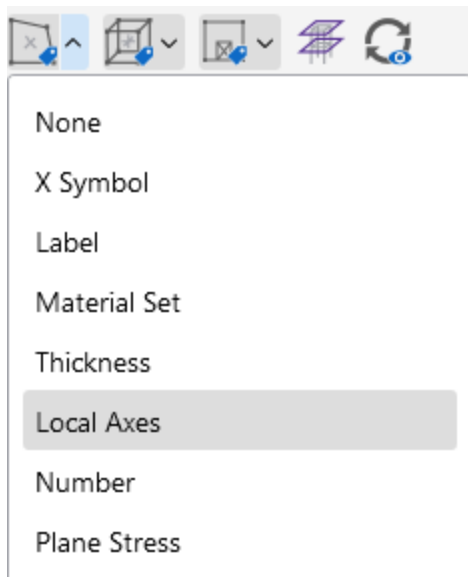 None
X Symbol
Label
Material Set
Thickness
Local Axes
Number
Plane Stress